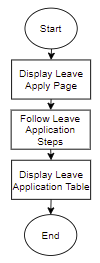 Start
Display Leave
Apply Page
Follow Leave
Application
Steps
Display Leave
Application Table
End